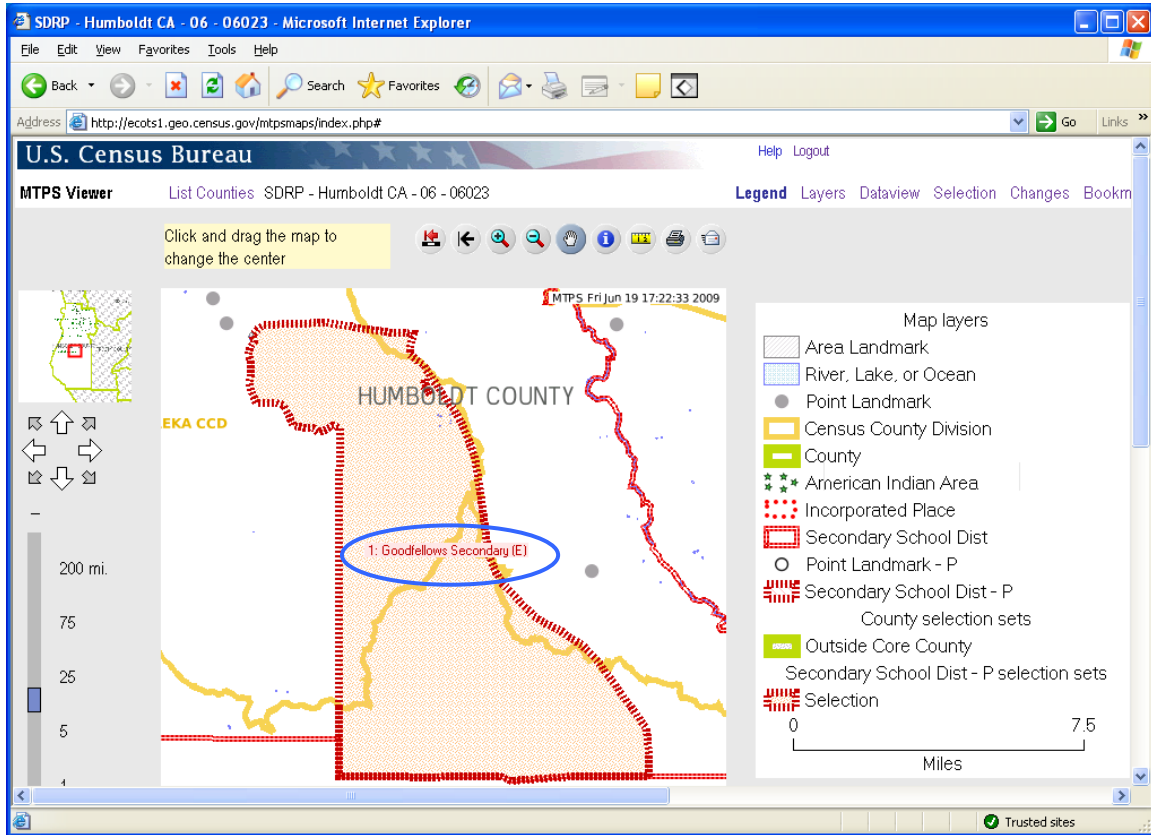 SDRP - Humboldt CA - 06 - 06023 - Microsoft Internet Explorer
File Edit View Favorites Tools Help
Back Search Favorites
Address http://ecots1.geo.census.gov/mtpsmaps/index.php# Go Links »
U.S. Census Bureau Help Logout
MTPS Viewer List Counties SDRP - Humboldt CA - 06 - 06023 Legend Layers Dataview Selection Changes Bookm
Click and drag the map to
change the center
MTPS Fri Jun 19 17:22:33 2009
HUMBOLDT COUNTY
EKA CCD
1: Goodfellows Secondary (E)
200 mi.
75
25
5
1
Map layers
Area Landmark
River, Lake, or Ocean
Point Landmark
Census County Division
County
American Indian Area
Incorporated Place
Secondary School Dist
Point Landmark - P
Secondary School Dist - P
County selection sets
Outside Core County
Secondary School Dist - P selection sets
Selection
0 7.5
Miles
Trusted sites